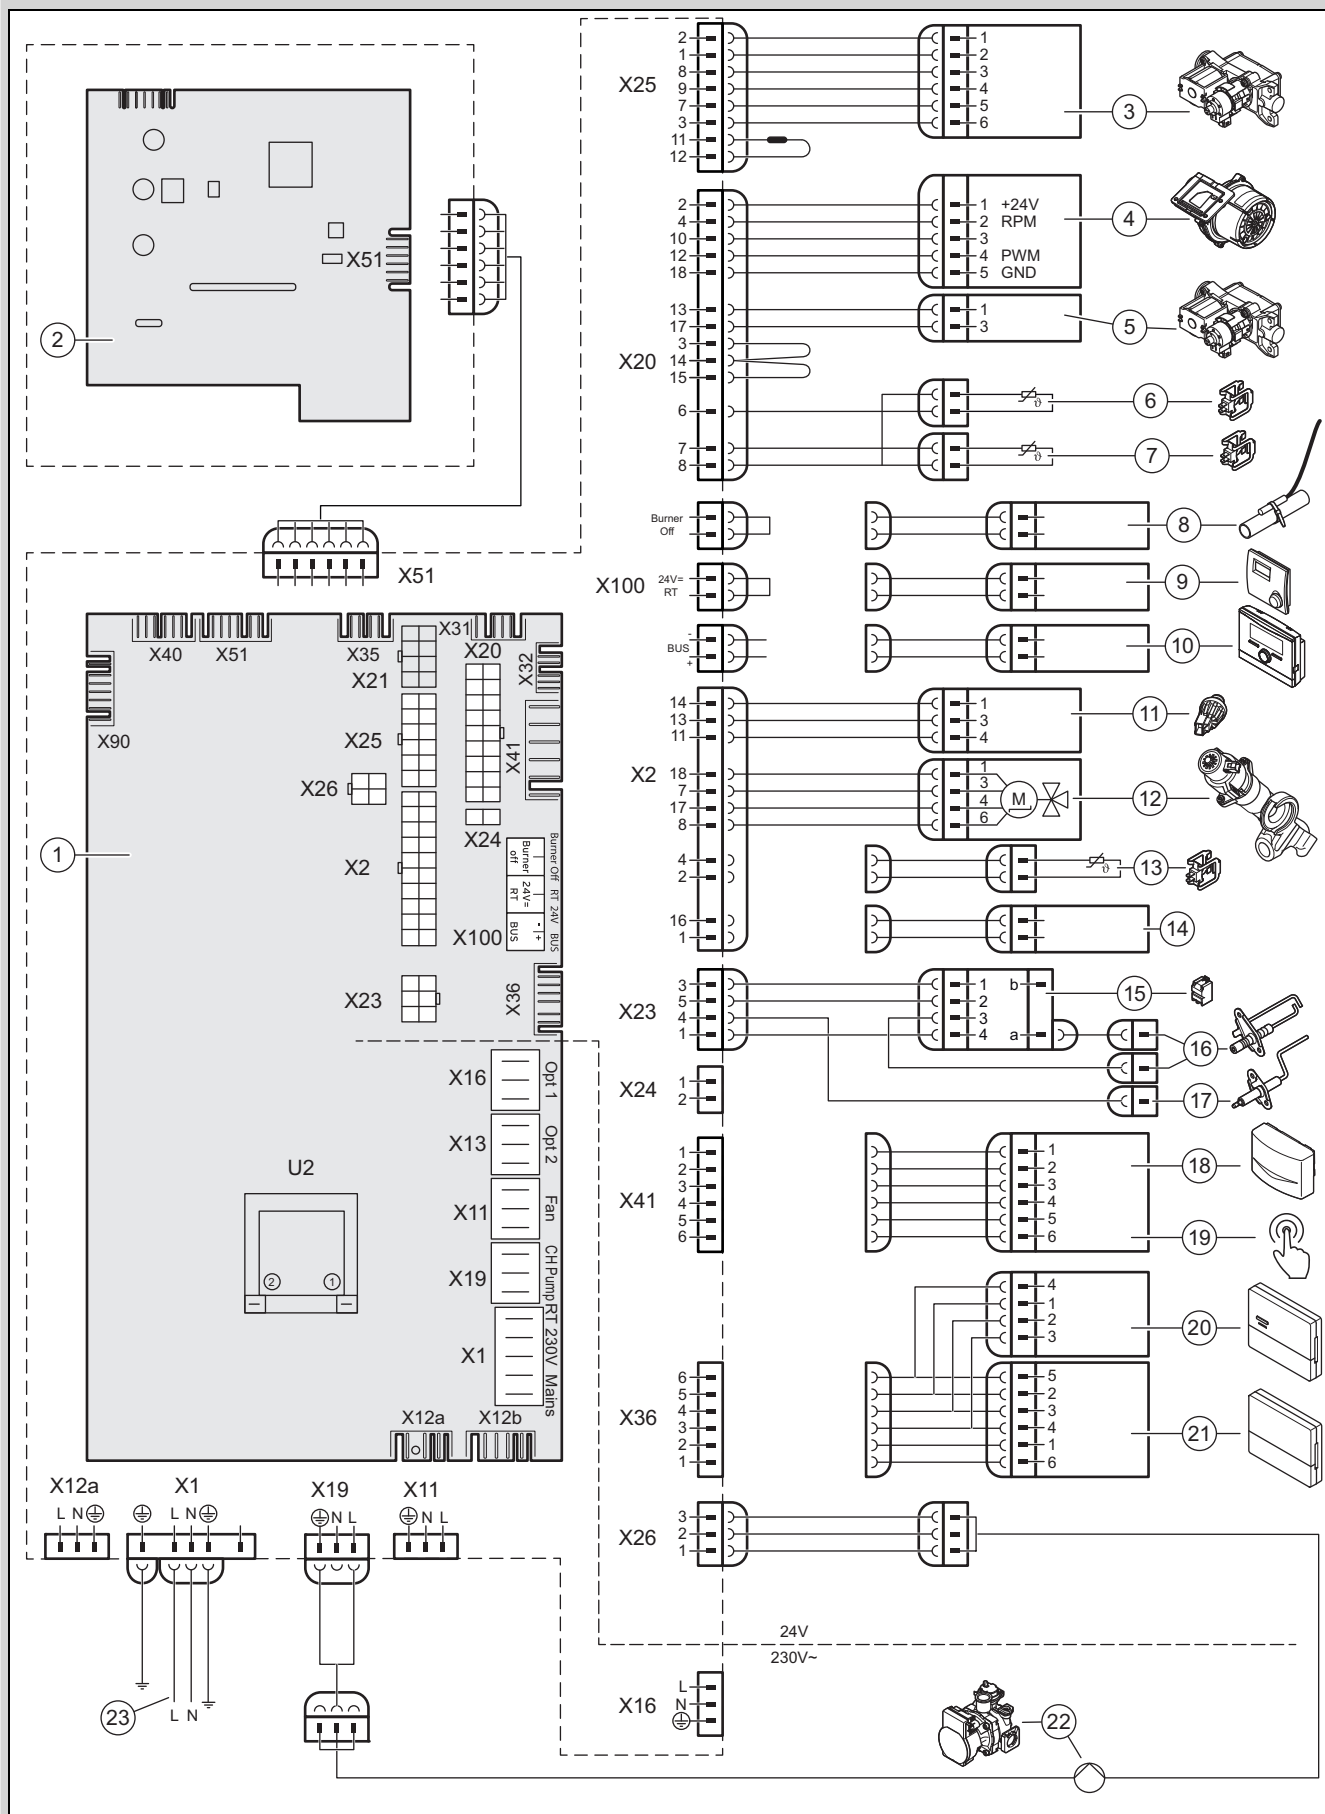 2
1
X25
8
9
7
3
11
12
1
2
3
4
5
6
3
2
4
10
12
18
1 +24V
2 RPM
3
4 PWM
5 GND
4
X51
2
13
17
1
3
5
X20
3
14
15
6
6
7
8
7
Burner
Off
8
X51
X100
24V=
RT
9
-
BUS
+
10
X40
X51
X35
X31
X21
X20
X32
X90
X25
X41
X26
X24
X2
1
Burner off
24V= RT
- + BUS
Burner Off RT 24V BUS
X100
X23
X36
14
13
11
1
3
4
11
X2
18
7
17
8
1
3
4
6
M
12
4
2
ϑ
13
16
1
14
X23
3
5
4
1
1
2
3
4
b
a
15
16
X24
1
2
17
X16
Opt 1
X13
Opt 2
U2
X11
Fan
X19
CH Pump
2
1
X1
RT 230V Mains
X12a
X12b
X41
1
2
3
4
5
6
1
2
3
4
5
6
18
19
4
1
2
3
20
X36
6
5
4
3
2
1
5
2
3
4
1
6
21
X12a
L N
X1
L N
X19
N L
X11
N L
X26
3
2
1
24V
230V~
23
L N
X16
L
N
22